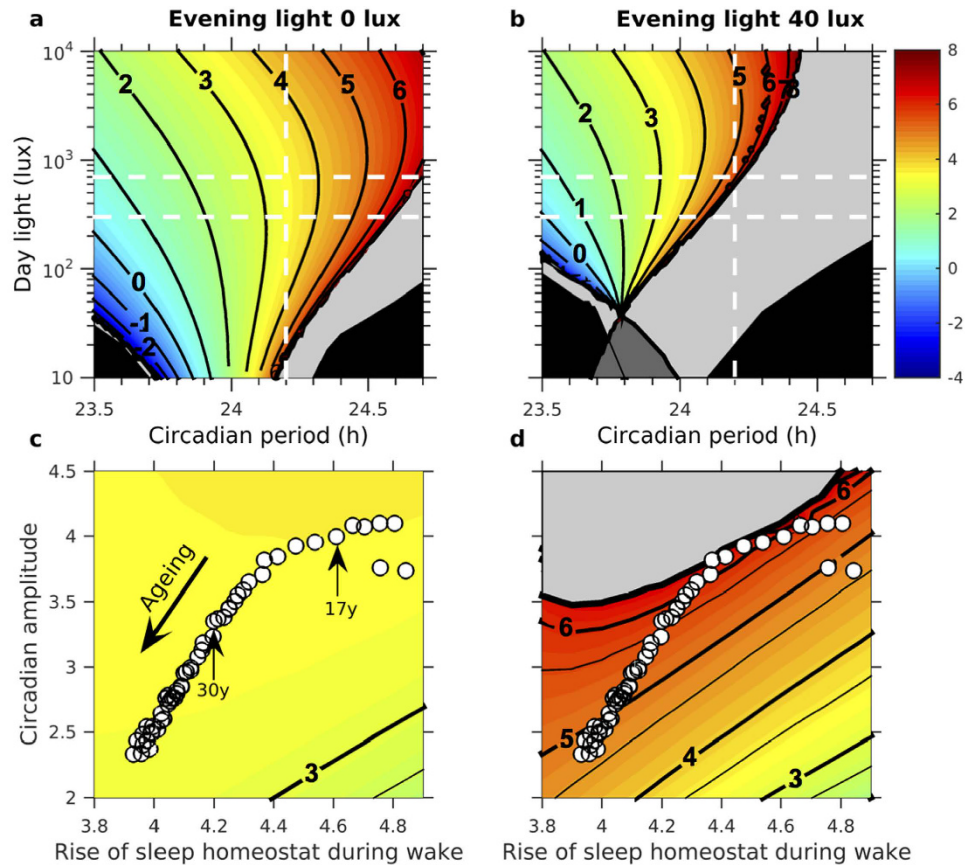 a Evening light 0 lux
b Evening light 40 lux
Day light (lux)
10⁴
10³
10²
10
2 3 4 5 6
0
-1
-2
23.5 24 24.5
Circadian period (h)
5 6 7 8
2
3
1
0
23.5 24 24.5
Circadian period (h)
8
6
4
2
0
-2
-4
c
Circadian amplitude
4.5
4
3.5
3
2.5
2
Ageing
17y
30y
3
3.8 4 4.2 4.4 4.6 4.8
Rise of sleep homeostat during wake
d
6
6
5
4
3
3.8 4 4.2 4.4 4.6 4.8
Rise of sleep homeostat during wake